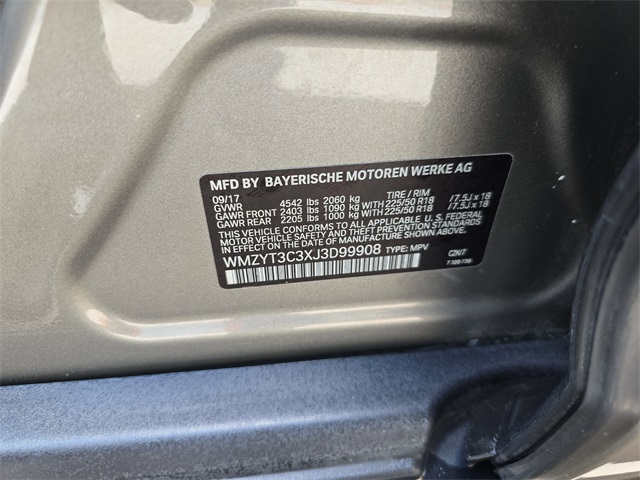 MFD BY BAYERISCHE MOTOREN WERKE AG
09/17 TIRE / RIM
GVWR 4542 lbs 2060 kg
GAWR FRONT 2403 lbs 1090 kg WITH 225/50 R18 /7.5J x 18
GAWR REAR 2205 lbs 1000 kg WITH 225/50 R18 /7.5J x 18
THIS VEHICLE CONFORMS TO ALL APPLICABLE U.S. FEDERAL
MOTOR VEHICLE SAFETY, BUMPER, AND THEFT PREVENTION STANDARDS
IN EFFECT ON THE DATE OF MANUFACTURE SHOWN ABOVE.
WMZYT3C3XJ3D99908 TYPE: MPV